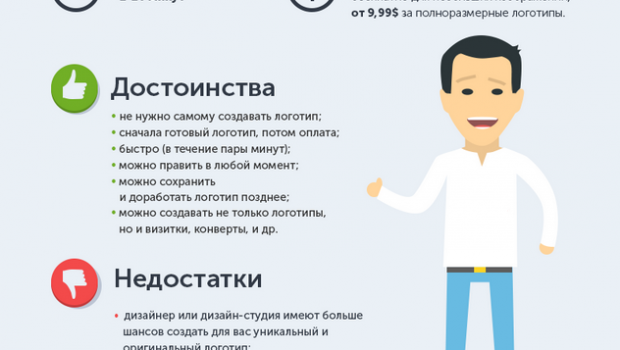 от 9,99$ за полноразмерные логотипы.
Достоинства
• не нужно самому создавать логотип;
• сначала готовый логотип, потом оплата;
• быстро (в течение пары минут);
• можно править в любой момент;
• можно сохранить
и доработать логотип позднее;
• можно создавать не только логотипы,
но и визитки, конверты, и др.
Недостатки
• дизайнер или дизайн-студия имеют больше
шансов создать для вас уникальный и
оригинальный логотип;